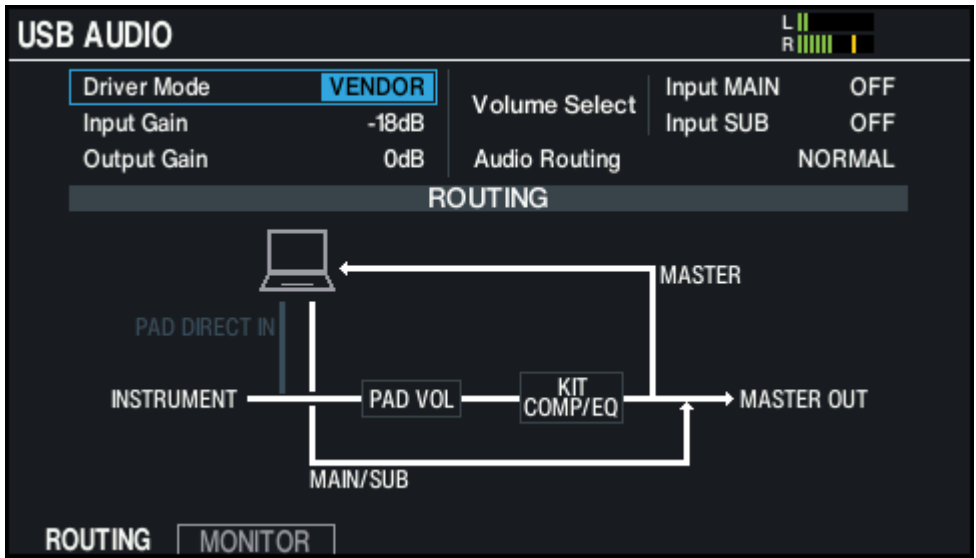 USB AUDIO
L
R
Driver Mode VENDOR
Input Gain -18dB
Output Gain 0dB
Volume Select
Input MAIN OFF
Input SUB OFF
Audio Routing NORMAL
ROUTING
MASTER
PAD DIRECT IN
INSTRUMENT
PAD VOL
KIT
COMP/EQ
MASTER OUT
MAIN/SUB
ROUTING
MONITOR